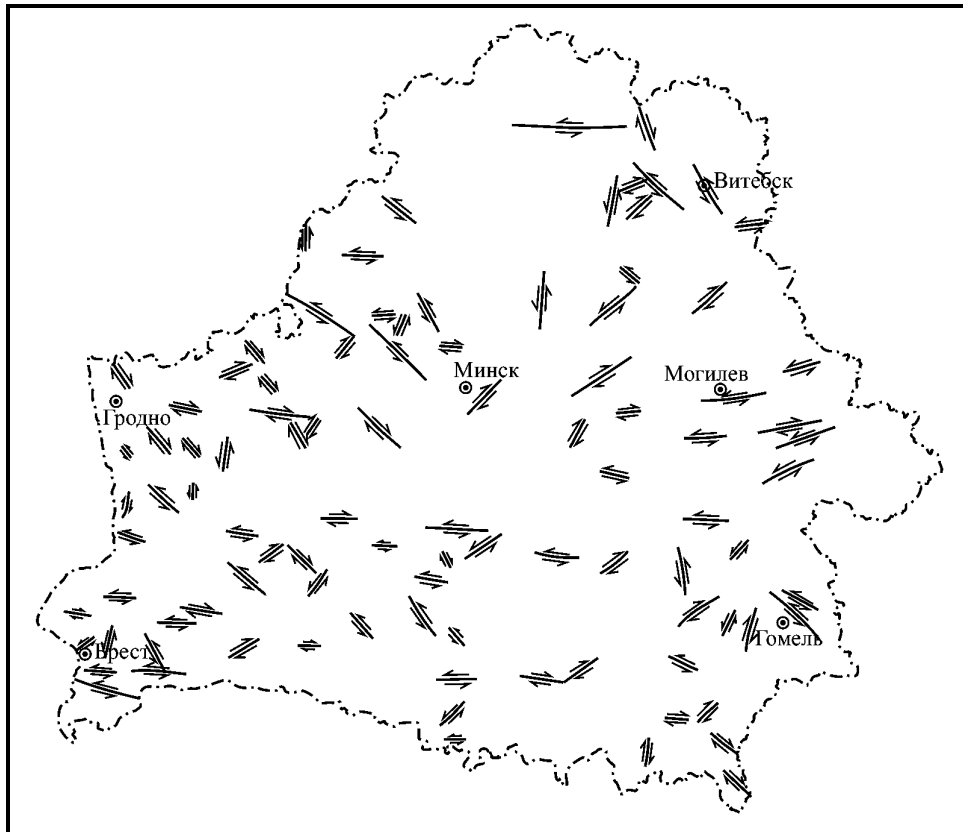 Витебск
Минск
Могилев
Гродно
Гомель
Брест